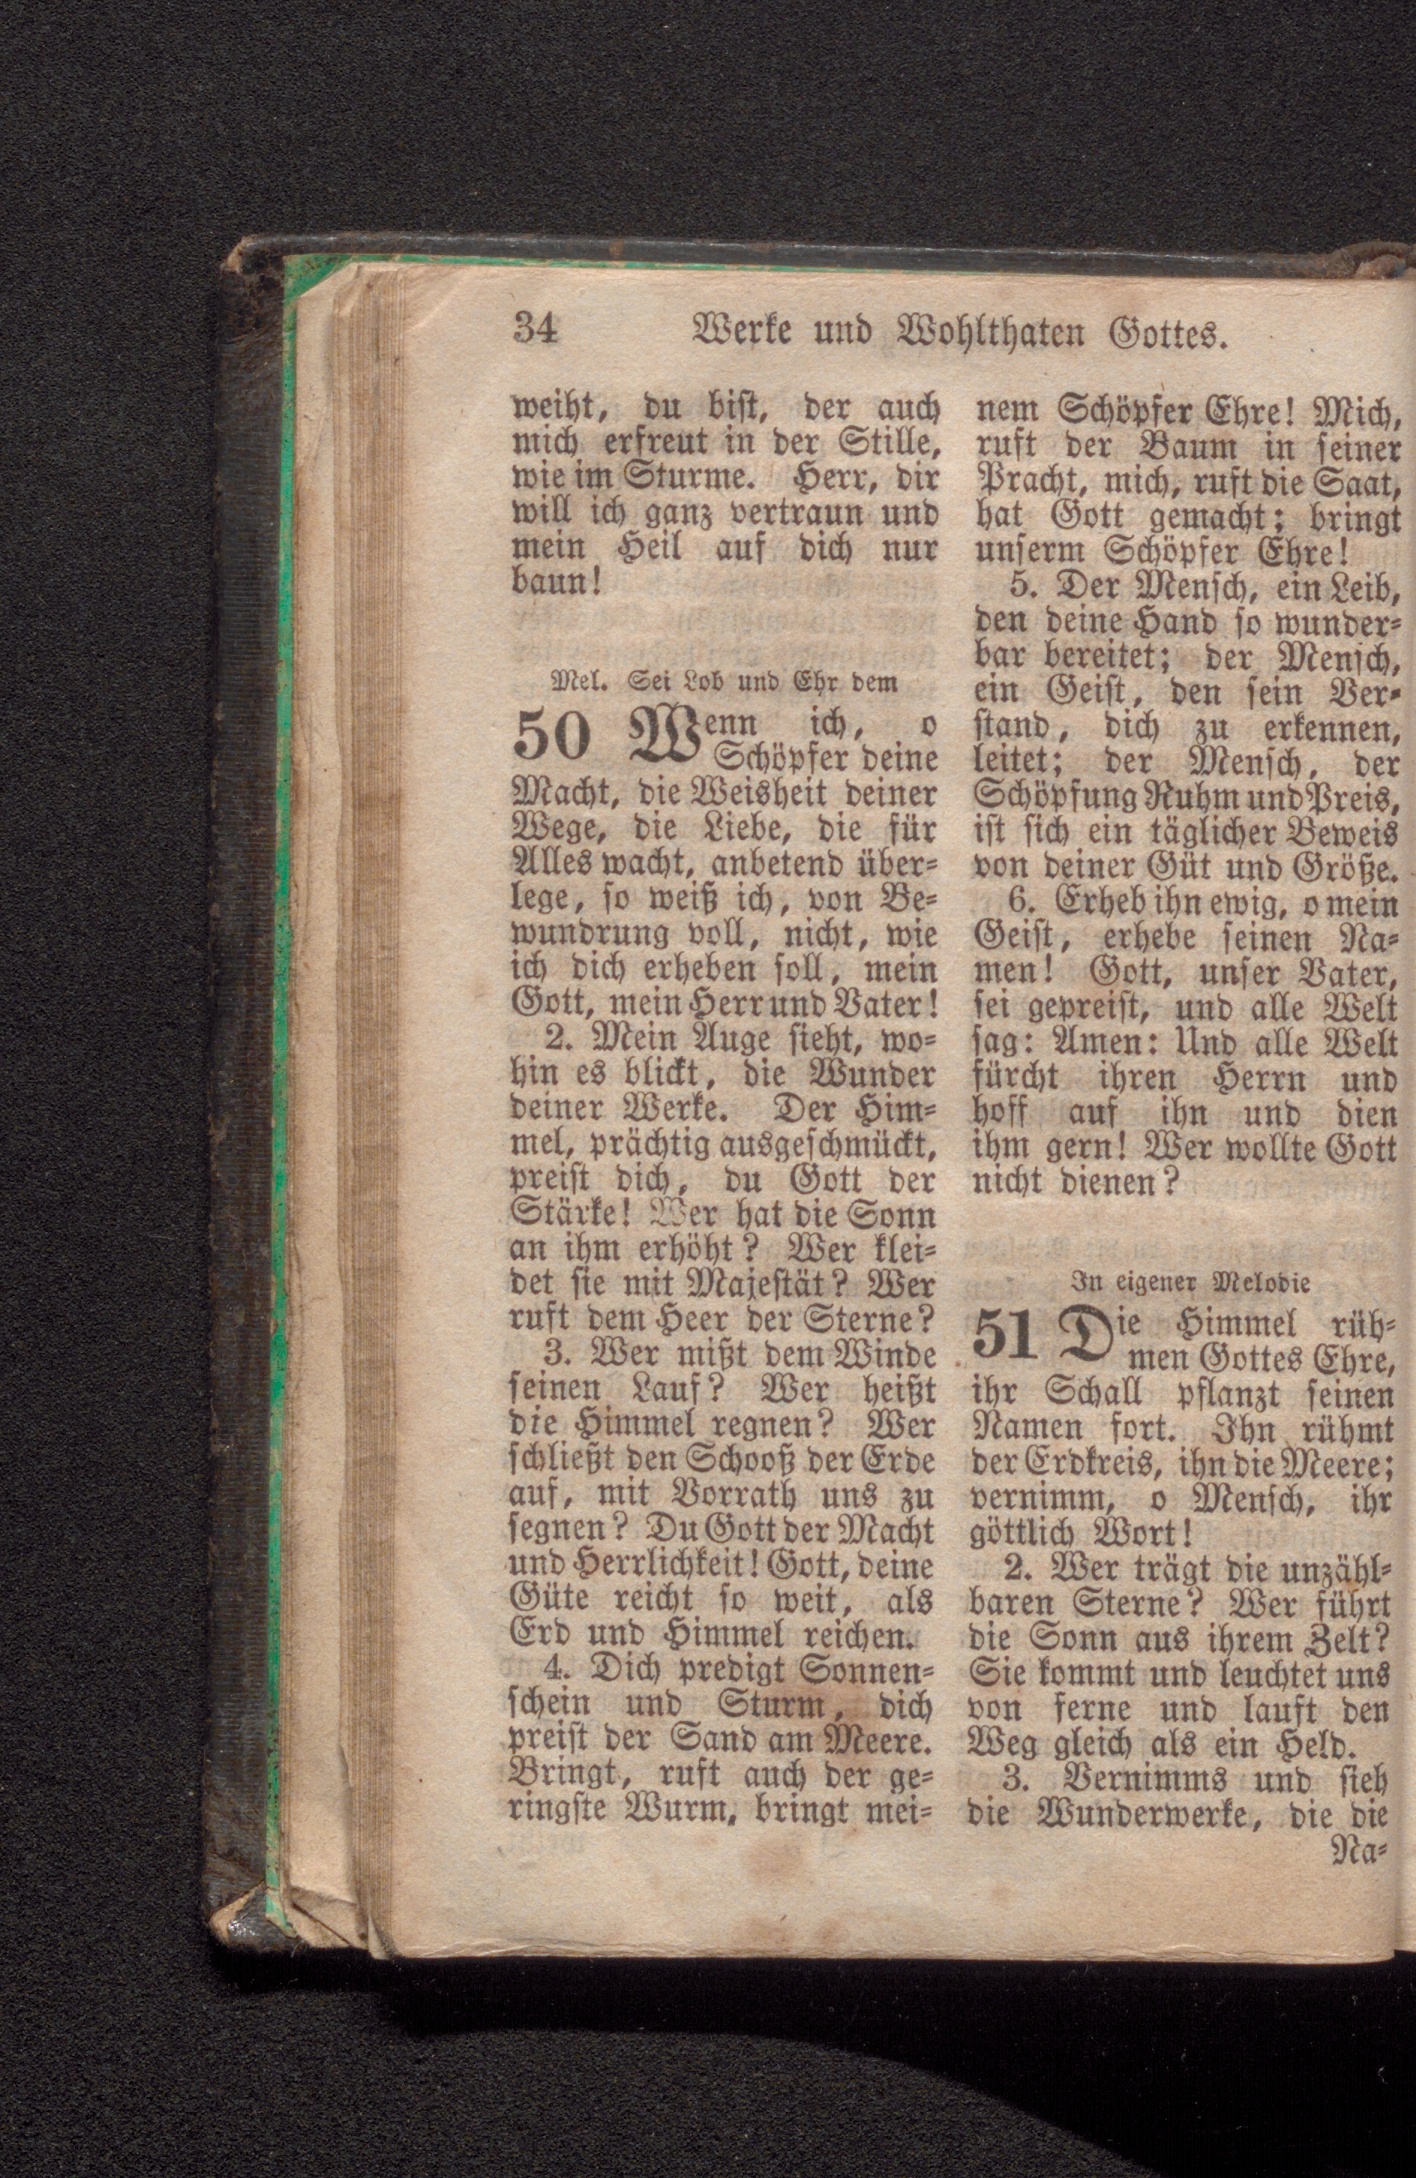 34 Werke und Wohlthaten Gottes.
weiht, du bist, der auch
mich erfreut in der Stille,
wie im Sturme. Herr, dir
will ich ganz vertraun und
mein Heil auf dich nur
baun!
Mel. Sei Lob und Ehr dem
50 Wenn ich, o
Schöpfer deine
Macht, die Weisheit deiner
Wege, die Liebe, die für
Alles wacht, anbetend über-
lege, so weiß ich, von Be-
wundrung voll, nicht, wie
ich dich erheben soll, mein
Gott, mein Herr und Vater!
2. Mein Auge sieht, wo-
hin es blickt, die Wunder
deiner Werke. Der Him-
mel, prächtig ausgeschmückt,
preist dich, du Gott der
Stärke! Wer hat die Sonn
an ihm erhöht? Wer klei-
det sie mit Majestät? Wer
ruft dem Heer der Sterne?
3. Wer mißt dem Winde
seinen Lauf? Wer heißt
die Himmel regnen? Wer
schließt den Schooß der Erde
auf, mit Vorrath uns zu
segnen? Du Gott der Macht
und Herrlichkeit! Gott, deine
Güte reicht so weit, als
Erd und Himmel reichen.
4. Dich predigt Sonnen-
schein und Sturm, dich
preist der Sand am Meere.
Bringt, ruft auch der ge-
ringste Wurm, bringt mei-
nem Schöpfer Ehre! Mich,
ruft der Baum in seiner
Pracht, mich, ruft die Saat,
hat Gott gemacht; bringt
unserm Schöpfer Ehre!
5. Der Mensch, ein Leib,
den deine Hand so wunder-
bar bereitet; der Mensch,
ein Geist, den sein Ver-
stand, dich zu erkennen,
leitet; der Mensch, der
Schöpfung Ruhm und Preis,
ist sich ein täglicher Beweis
von deiner Güt und Größe.
6. Erheb ihn ewig, o mein
Geist, erhebe seinen Na-
men! Gott, unser Vater,
sei gepreist, und alle Welt
sag: Amen: Und alle Welt
fürcht ihren Herrn und
hoff auf ihn und dien
ihm gern! Wer wollte Gott
nicht dienen?
In eigener Melodie
51 Die Himmel rüh-
men Gottes Ehre,
ihr Schall pflanzt seinen
Namen fort. Ihn rühmt
der Erdkreis, ihn die Meere;
vernimm, o Mensch, ihr
göttlich Wort!
2. Wer trägt die unzähl-
baren Sterne? Wer führt
die Sonn aus ihrem Zelt?
Sie kommt und leuchtet uns
von ferne und lauft den
Weg gleich als ein Held.
3. Vernimms und sieh
die Wunderwerke, die die
Na-